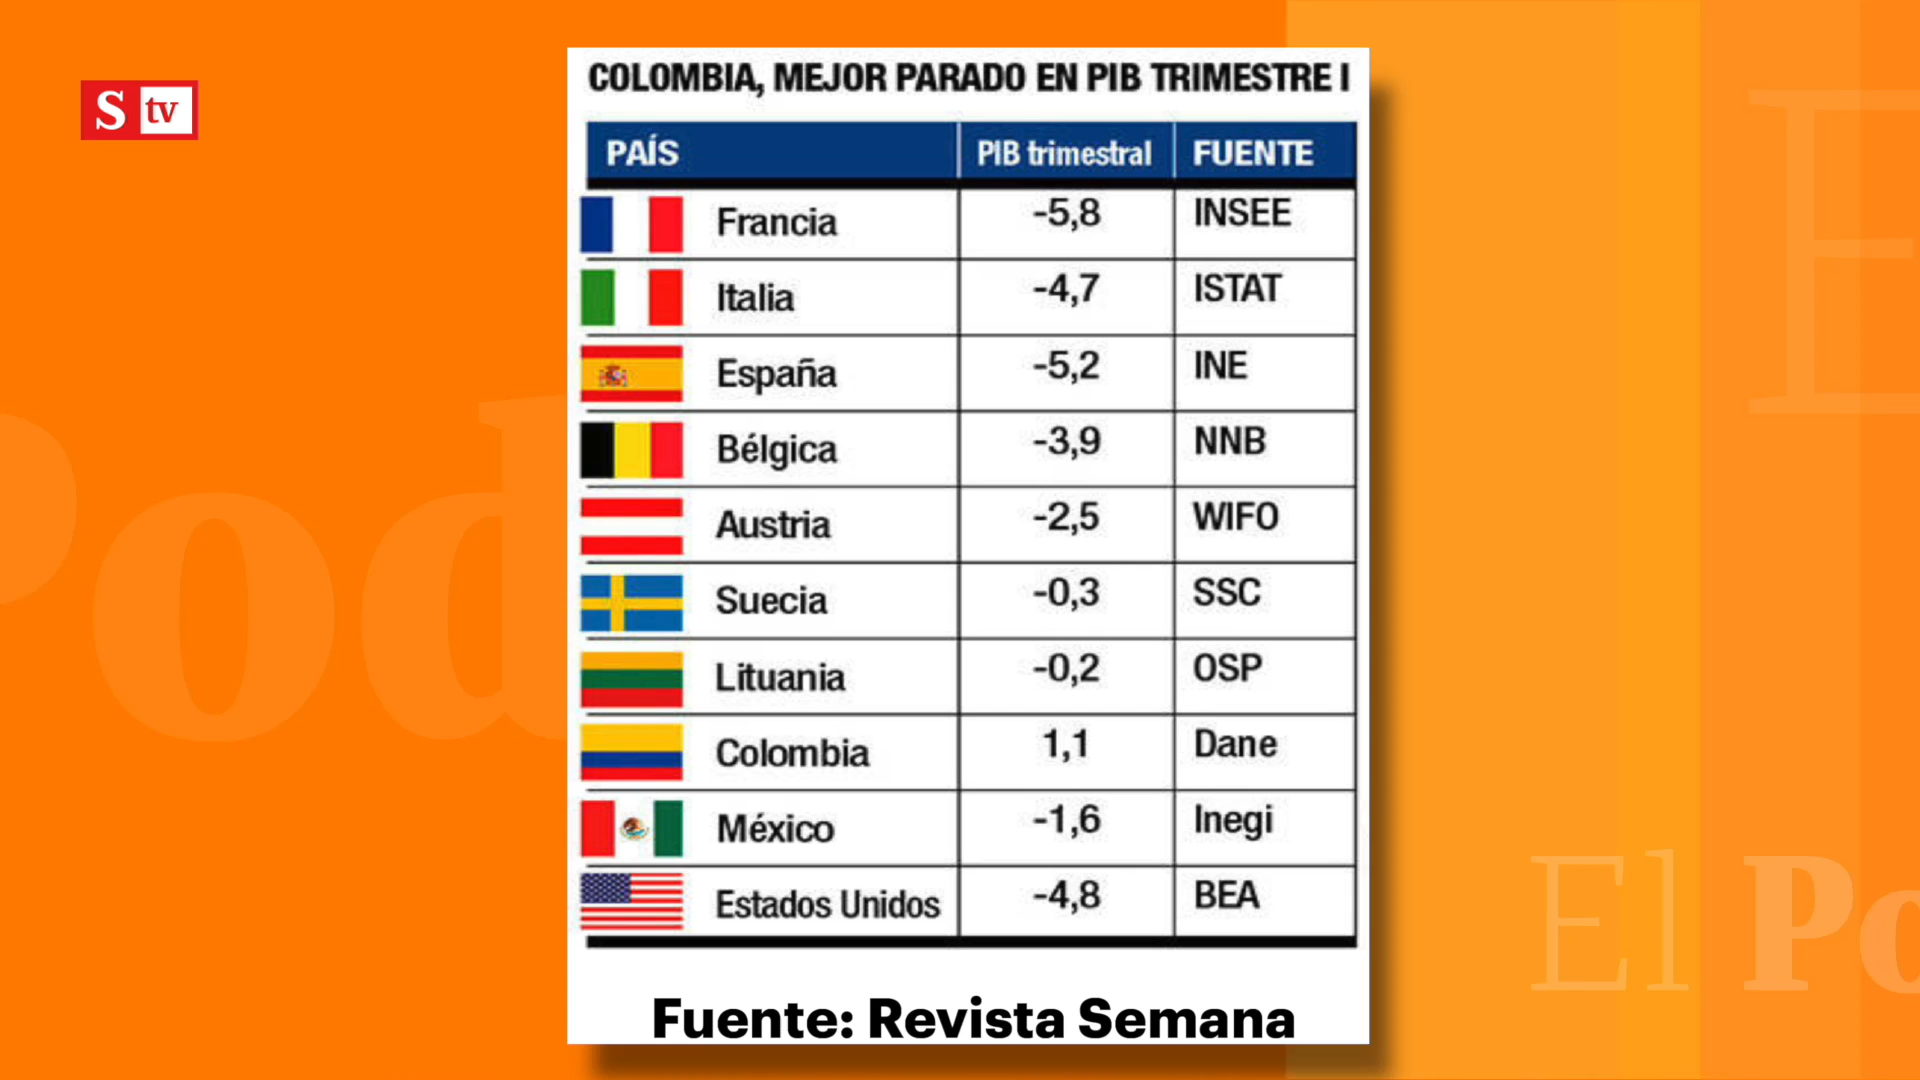 S tv
COLOMBIA, MEJOR PARADO EN PIB TRIMESTRE I
PAÍS PIB trimestral FUENTE
Francia -5,8 INSEE
Italia -4,7 ISTAT
España -5,2 INE
Bélgica -3,9 NNB
Austria -2,5 WIFO
Suecia -0,3 SSC
Lituania -0,2 OSP
Colombia 1,1 Dane
México -1,6 Inegi
Estados Unidos -4,8 BEA
Fuente: Revista Semana
Pod
E
El Po